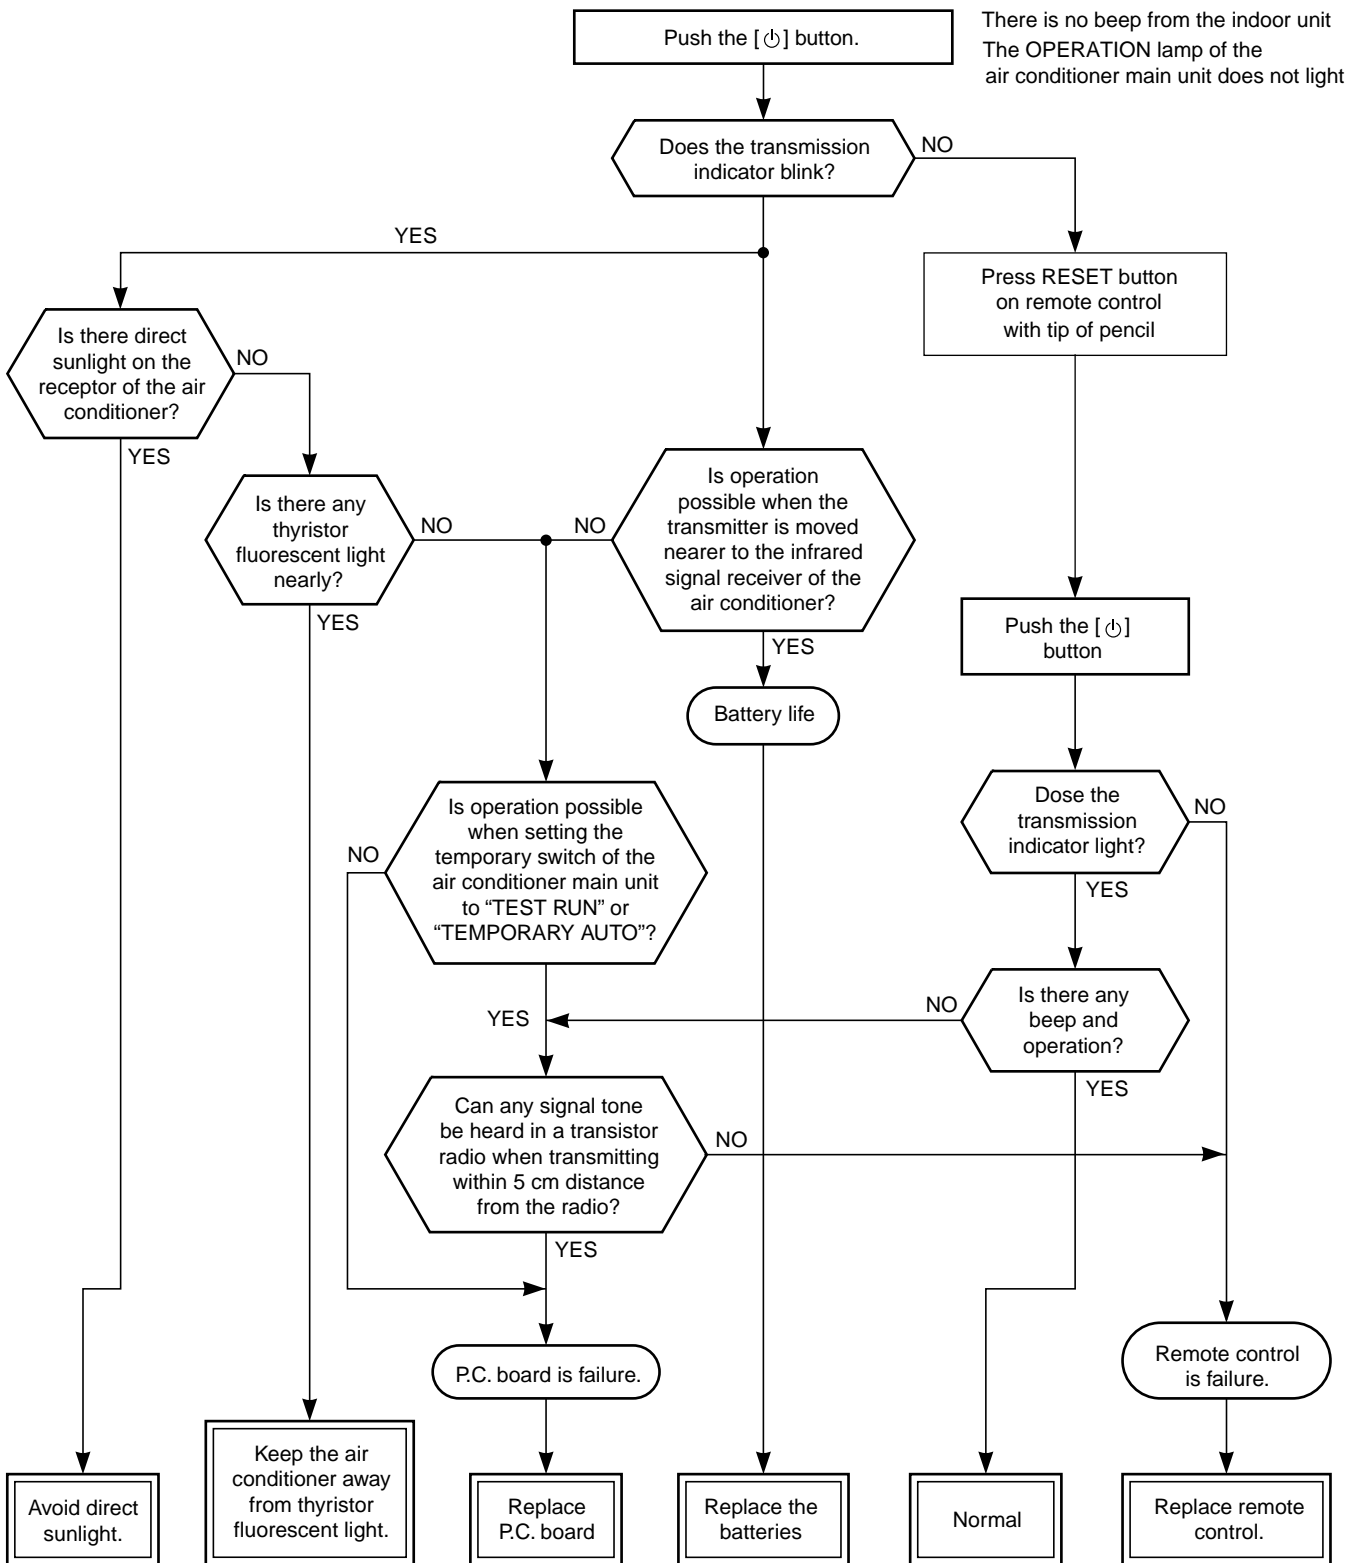 There is no beep from the indoor unit
The OPERATION lamp of the
air conditioner main unit does not light
Push the [⏻] button.
Does the transmission
indicator blink?
NO
YES
Press RESET button
on remote control
with tip of pencil
Is there direct
sunlight on the
receptor of the air
conditioner?
NO
YES
Is there any
thyristor
fluorescent light
nearly?
NO
YES
Is operation
possible when the
transmitter is moved
nearer to the infrared
signal receiver of the
air conditioner?
NO
YES
Battery life
Push the [⏻]
button
Dose the
transmission
indicator light?
NO
YES
Is operation possible
when setting the
temporary switch of the
air conditioner main unit
to “TEST RUN” or
“TEMPORARY AUTO”?
NO
YES
Is there any
beep and
operation?
NO
YES
Can any signal tone
be heard in a transistor
radio when transmitting
within 5 cm distance
from the radio?
NO
YES
P.C. board is failure.
Remote control
is failure.
Avoid direct
sunlight.
Keep the air
conditioner away
from thyristor
fluorescent light.
Replace
P.C. board
Replace the
batteries
Normal
Replace remote
control.